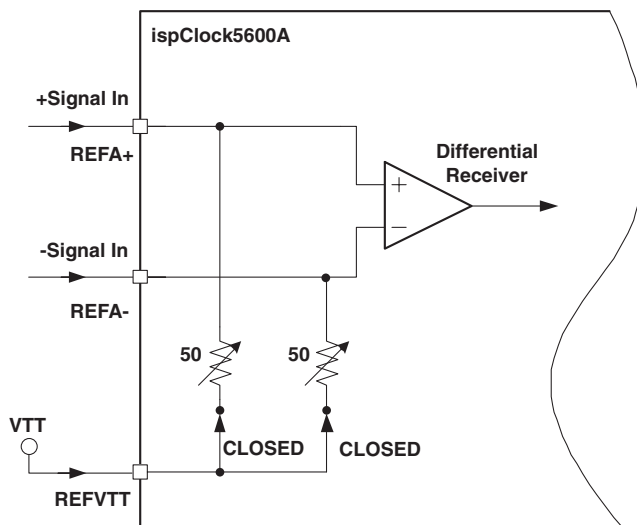 ispClock5600A
+Signal In
REFA+
Differential
Receiver
+
–
-Signal In
REFA-
50
50
VTT
CLOSED
CLOSED
REFVTT